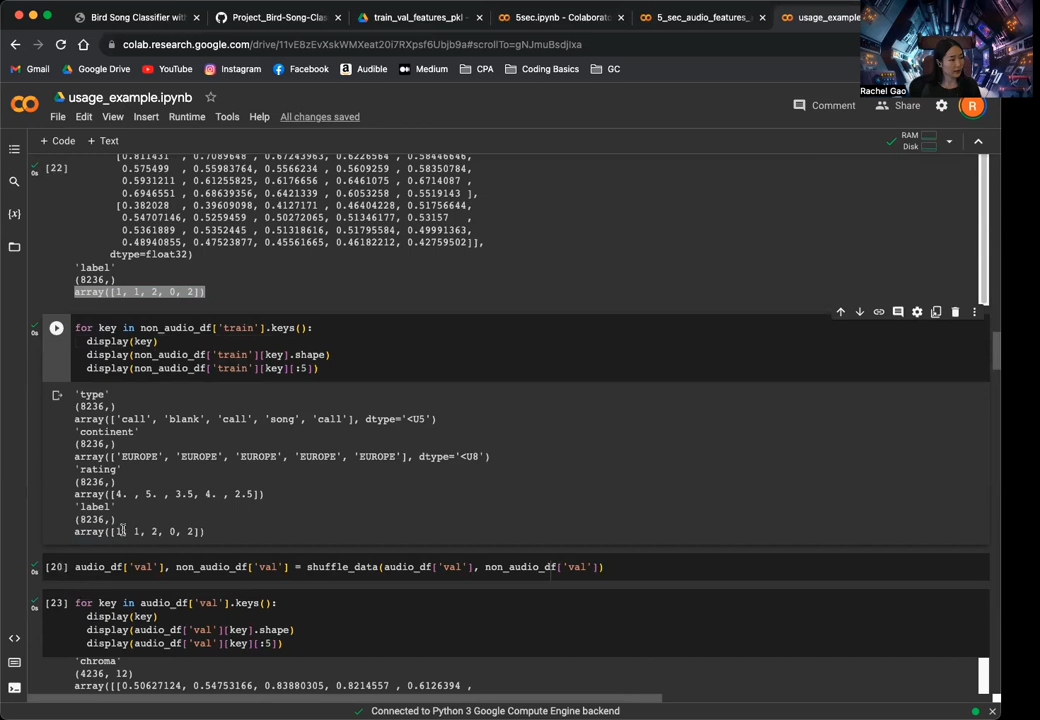 Bird Song Classifier with
Project_Bird-Song-Clas
train_val_features_pkl
5sec.ipynb - Colaborato
5_sec_audio_features_
usage_example.ipynb
colab.research.google.com/drive/11vEBzEvXskWMXeat20i7RXpsf6Ubjb9a#scrollTo=gNJmuBsdjIxa
Gmail
Google Drive
YouTube
Instagram
Facebook
Audible
Medium
CPA
Coding Basics
GC
Rachel Gao
usage_example.ipynb
Comment
Share
R
File Edit View Insert Runtime Tools Help All changes saved
+ Code + Text
RAM
Disk
[0.811431 , 0.7089648 , 0.67243963, 0.6226564 , 0.58446646,
[22] 0.575499 , 0.55983764, 0.5566234 , 0.5609259 , 0.58350784,
0s 0.5931211 , 0.61255825, 0.6176656 , 0.6461075 , 0.6714087 ,
0.6946551 , 0.68639356, 0.6421339 , 0.6053258 , 0.5519143 ],
[0.382028 , 0.39609098, 0.4127171 , 0.46404228, 0.51756644,
0.54707146, 0.5259459 , 0.50272065, 0.51346177, 0.53157 ,
0.5361889 , 0.5352445 , 0.51318616, 0.51795584, 0.49991363,
0.48940855, 0.47523877, 0.45561665, 0.46182212, 0.42759502]],
dtype=float32)
'label'
(8236,)
array([1, 1, 2, 0, 2])
for key in non_audio_df['train'].keys():
0s display(key)
display(non_audio_df['train'][key].shape)
display(non_audio_df['train'][key][:5])
'type'
(8236,)
array(['call', 'blank', 'call', 'song', 'call'], dtype='<U5')
'continent'
(8236,)
array(['EUROPE', 'EUROPE', 'EUROPE', 'EUROPE', 'EUROPE'], dtype='<U8')
'rating'
(8236,)
array([4. , 5. , 3.5, 4. , 2.5])
'label'
(8236,)
array([1, 1, 2, 0, 2])
[20] audio_df['val'], non_audio_df['val'] = shuffle_data(audio_df['val'], non_audio_df['val'])
0s
[23] for key in audio_df['val'].keys():
0s display(key)
display(audio_df['val'][key].shape)
display(audio_df['val'][key][:5])
'chroma'
(4236, 12)
array([[0.50627124, 0.54753166, 0.83880305, 0.8214557 , 0.6126394 ,
Connected to Python 3 Google Compute Engine backend